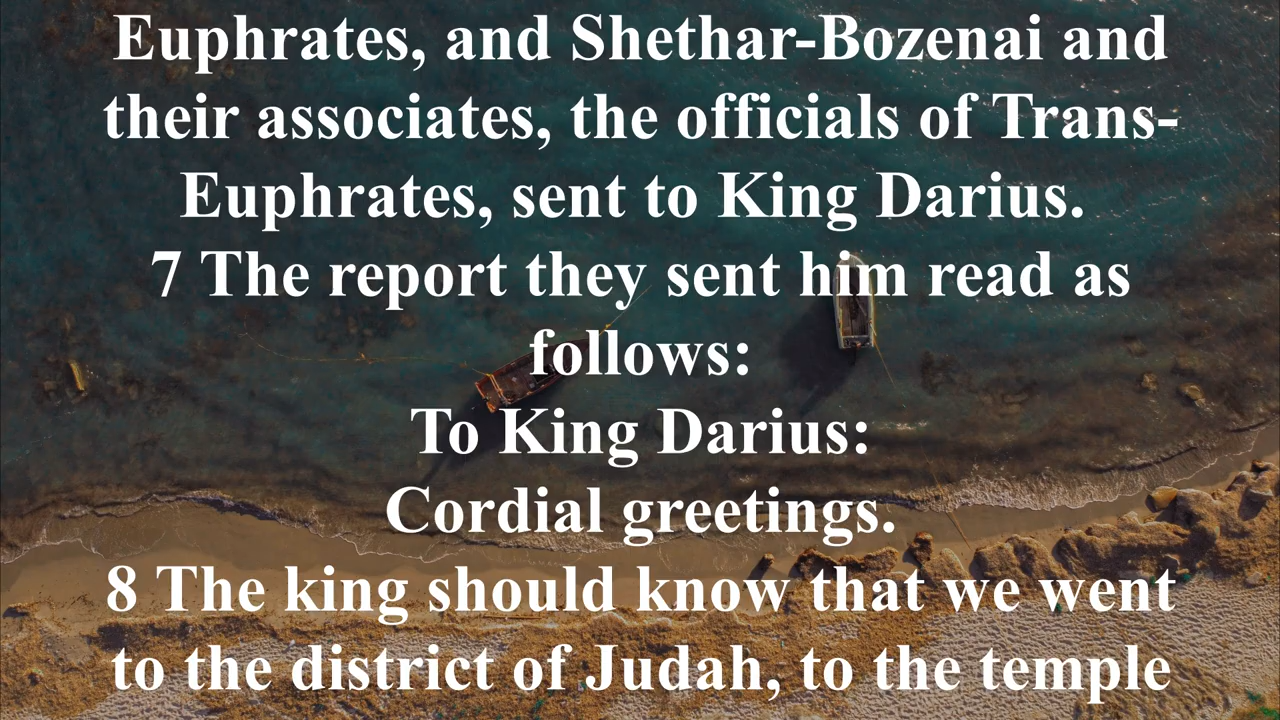 Euphrates, and Shethar-Bozenai and
their associates, the officials of Trans-
Euphrates, sent to King Darius.
7 The report they sent him read as
follows:
To King Darius:
Cordial greetings.
8 The king should know that we went
to the district of Judah, to the temple